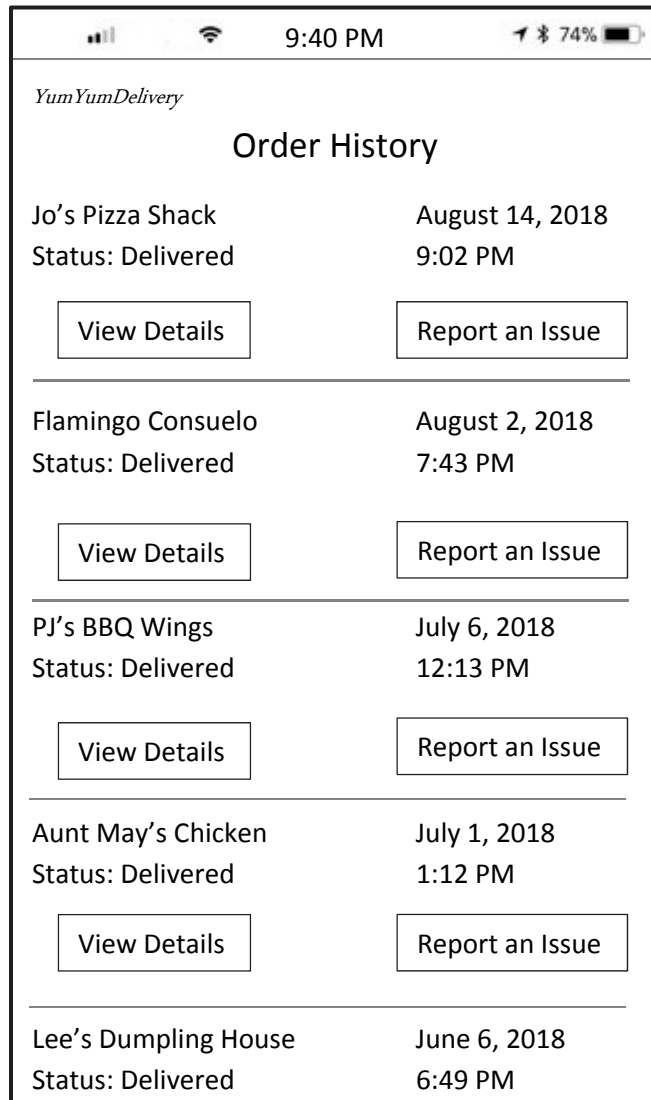 9:40 PM 74%
YumYumDelivery
Order History
Jo’s Pizza Shack August 14, 2018
Status: Delivered 9:02 PM
View Details Report an Issue
Flamingo Consuelo August 2, 2018
Status: Delivered 7:43 PM
View Details Report an Issue
PJ’s BBQ Wings July 6, 2018
Status: Delivered 12:13 PM
View Details Report an Issue
Aunt May’s Chicken July 1, 2018
Status: Delivered 1:12 PM
View Details Report an Issue
Lee’s Dumpling House June 6, 2018
Status: Delivered 6:49 PM